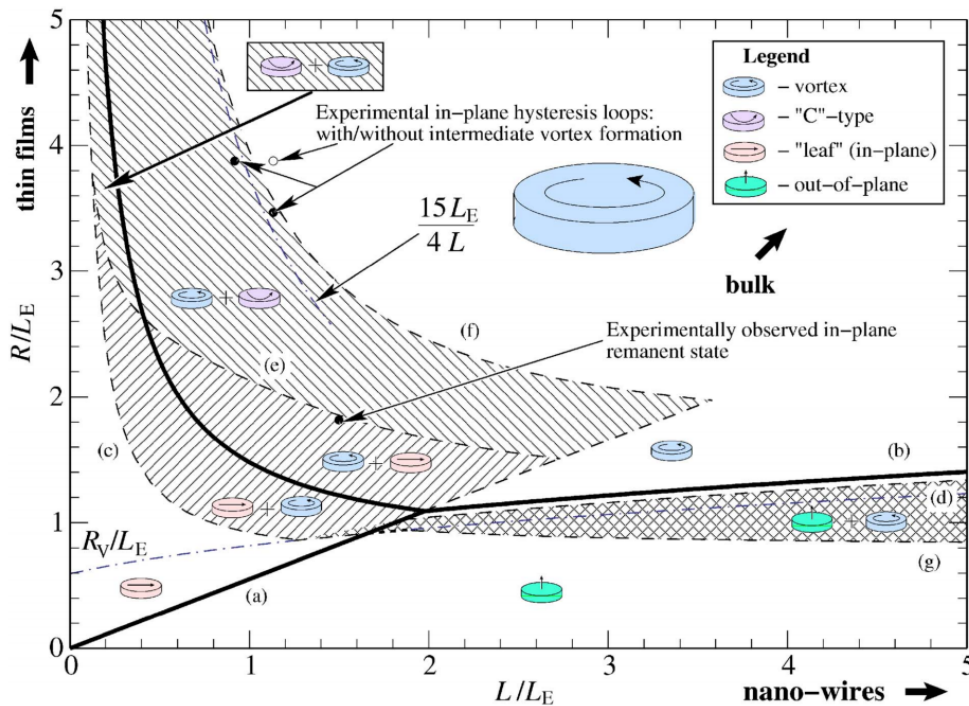 thin films
R/L_E
5
4
3
2
1
0
+
Experimental in-plane hysteresis loops:
with/without intermediate vortex formation
15 L_E
4 L
Legend
– vortex
– "C"–type
– "leaf" (in–plane)
– out–of–plane
bulk
+
(e)
(f)
Experimentally observed in–plane
remanent state
(c)
+
(b)
+
(d)
+
R_V/L_E
(g)
(a)
0
1
2
3
4
5
L/L_E
nano–wires